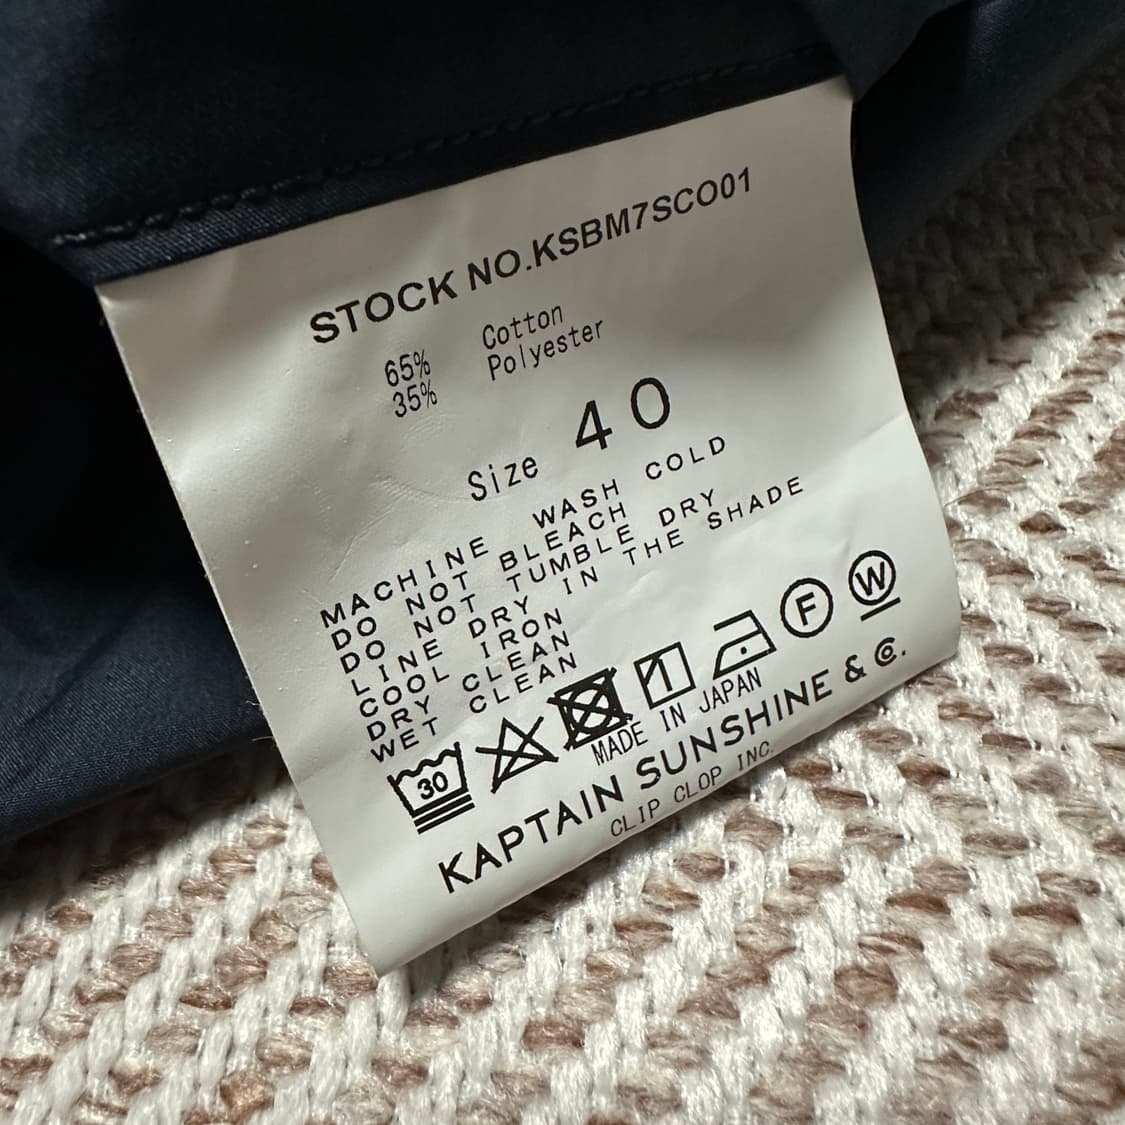 STOCK NO.KSBM7SCO01
65% Cotton
35% Polyester
Size 40
MACHINE WASH COLD
DO NOT BLEACH
DO NOT TUMBLE DRY
LINE DRY IN THE SHADE
COOL IRON
DRY CLEAN
WET CLEAN
30 F W
MADE IN JAPAN
KAPTAIN SUNSHINE & Co.
CLIP CLOP INC.